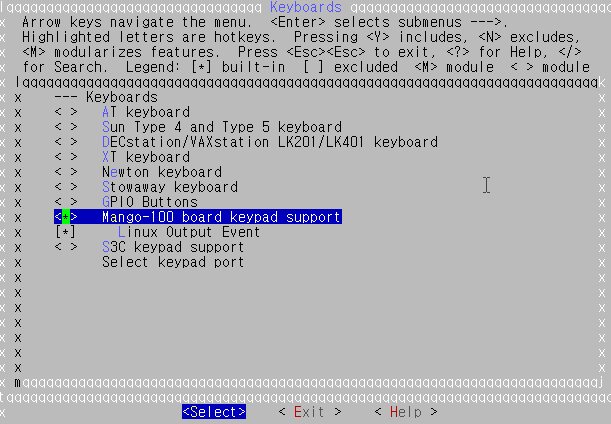 Keyboards
Arrow keys navigate the menu. <Enter> selects submenus --->.
Highlighted letters are hotkeys. Pressing <Y> includes, <N> excludes,
<M> modularizes features. Press <Esc><Esc> to exit, <?> for Help, </>
for Search. Legend: [*] built-in [ ] excluded <M> module < > module
--- Keyboards
< > AT keyboard
< > Sun Type 4 and Type 5 keyboard
< > DECstation/VAXstation LK201/LK401 keyboard
< > XT keyboard
< > Newton keyboard
< > Stowaway keyboard
< > GPIO Buttons
<*> Mango-100 board keypad support
[*] Linux Output Event
< > S3C keypad support
Select keypad port
<Select> < Exit > < Help >